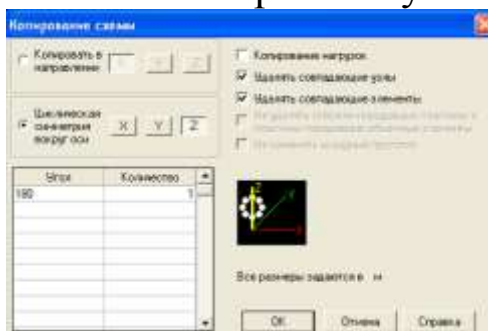 Копирование схемы
Копировать в направлении X Y Z
Копирование нагрузок
Удалять совпадающие узлы
Удалять совпадающие элементы
Циклическая симметрия вокруг оси X Y Z
Угол Количество
180 1
Z
Y
X
Все размеры задаются в м
OK Отмена Справка